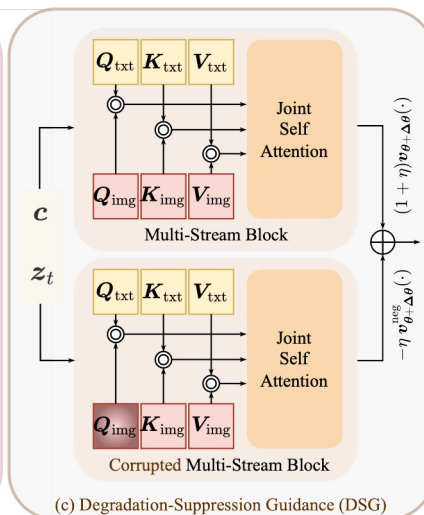 Q_txt K_txt V_txt
Joint
Self
Attention
Q_img K_img V_img
Multi-Stream Block
c
z_t
(1 + η)v_{θ+Δθ}(·)
−η v^{neg}_{θ+Δθ}(·)
Q_txt K_txt V_txt
Joint
Self
Attention
Q_img K_img V_img
Corrupted Multi-Stream Block
(c) Degradation-Suppression Guidance (DSG)